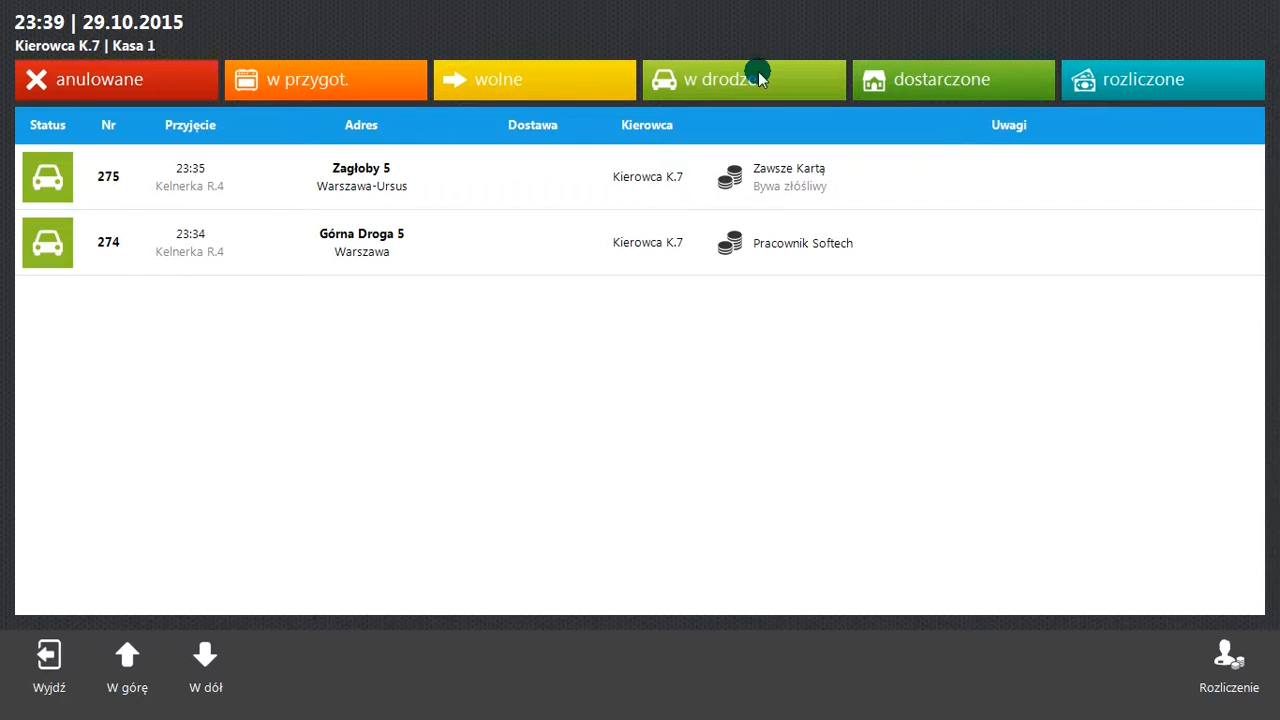 23:39 | 29.10.2015
Kierowca K.7 | Kasa 1
anulowane
w przygot.
wolne
w drodze
dostarczone
rozliczone
Status Nr Przyjęcie Adres Dostawa Kierowca Uwagi
275 23:35 Kelnerka R.4 Zagłoby 5 Warszawa-Ursus Kierowca K.7 Zawsze Kartą Bywa złóśliwy
274 23:34 Kelnerka R.4 Górna Droga 5 Warszawa Kierowca K.7 Pracownik Softech
Wyjdź
W górę
W dół
Rozliczenie